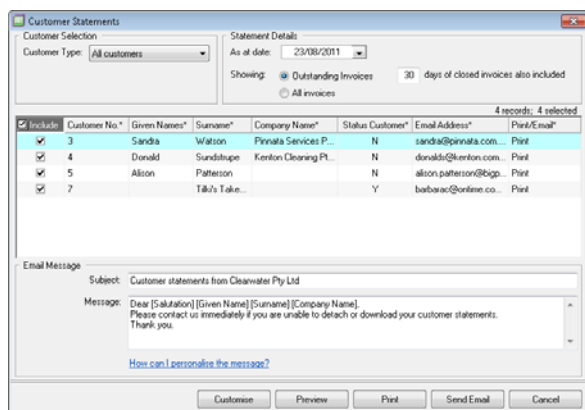 Customer Statements
Customer Selection
Customer Type: All customers
Statement Details
As at date: 23/08/2011
Showing: Outstanding Invoices 30 days of closed invoices also included
All invoices
4 records; 4 selected
Include Customer No.* Given Names* Surname* Company Name* Status Customer* Email Address* Print/Email*
3 Sandra Watson Pinnata Services P... N sandra@pinnata.com... Print
4 Donald Sundstrupe Kenton Cleaning Pt... N donalds@kenton.com... Print
5 Alison Patterson N alison.patterson@bigp... Print
7 Tilki's Take... Y barbarac@ontime.co... Print
Email Message
Subject: Customer statements from Clearwater Pty Ltd
Message: Dear [Salutation] [Given Name] [Surname] [Company Name],
Please contact us immediately if you are unable to detach or download your customer statements.
Thank you.
How can I personalise the message?
Customise Preview Print Send Email Cancel